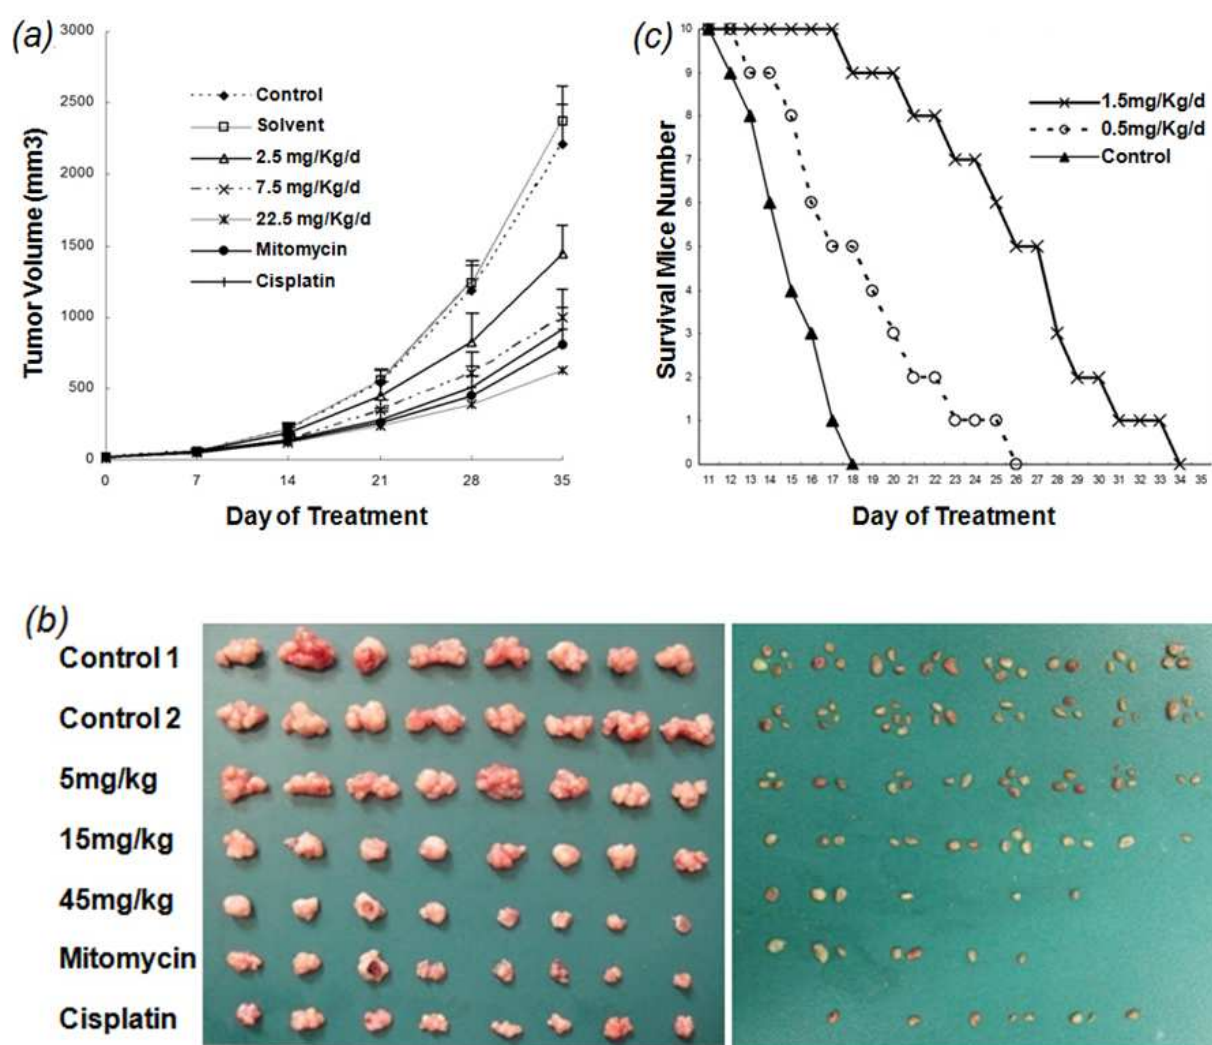 (a)
3000
2500
2000
1500
1000
500
0
Tumor Volume (mm3)
Control
Solvent
2.5 mg/Kg/d
7.5 mg/Kg/d
22.5 mg/Kg/d
Mitomycin
Cisplatin
0 7 14 21 28 35
Day of Treatment
(c)
10
9
8
7
6
5
4
3
2
1
0
Survival Mice Number
1.5mg/Kg/d
0.5mg/Kg/d
Control
11 12 13 14 15 16 17 18 19 20 21 22 23 24 25 26 27 28 29 30 31 32 33 34 35
Day of Treatment
(b)
Control 1
Control 2
5mg/kg
15mg/kg
45mg/kg
Mitomycin
Cisplatin